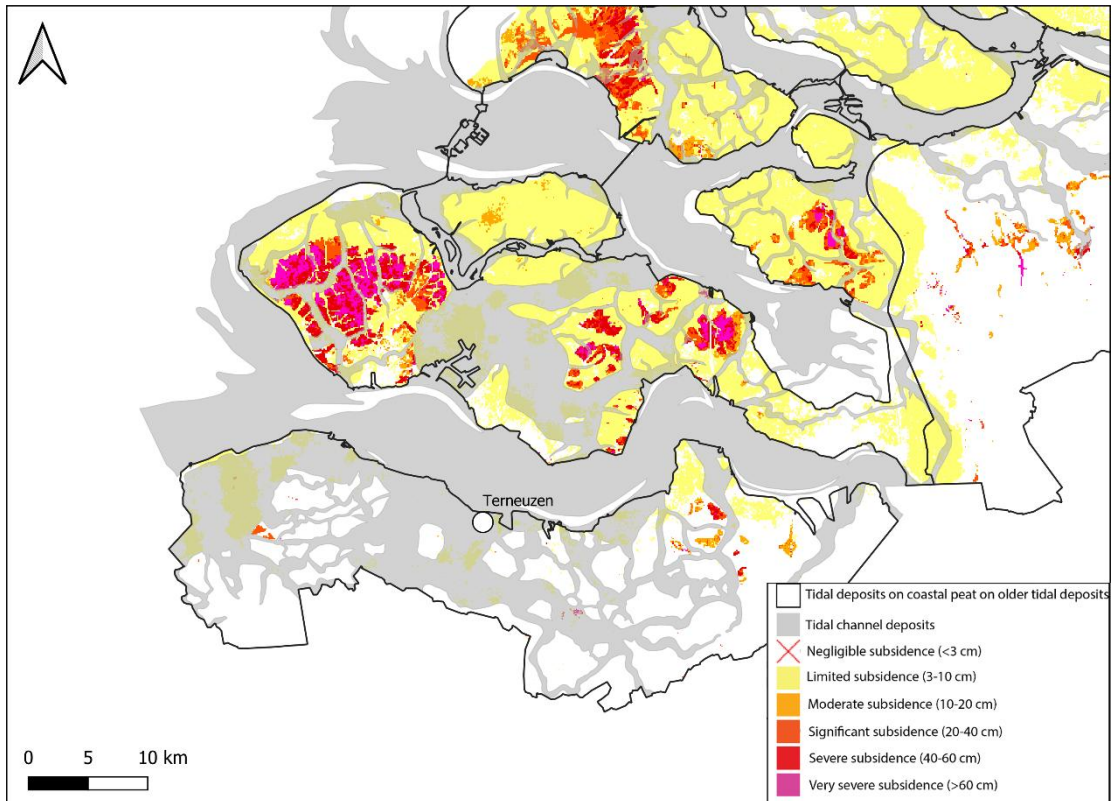 Terneuzen
Tidal deposits on coastal peat on older tidal deposits
Tidal channel deposits
Negligible subsidence (<3 cm)
Limited subsidence (3-10 cm)
Moderate subsidence (10-20 cm)
Significant subsidence (20-40 cm)
Severe subsidence (40-60 cm)
Very severe subsidence (>60 cm)
0 5 10 km